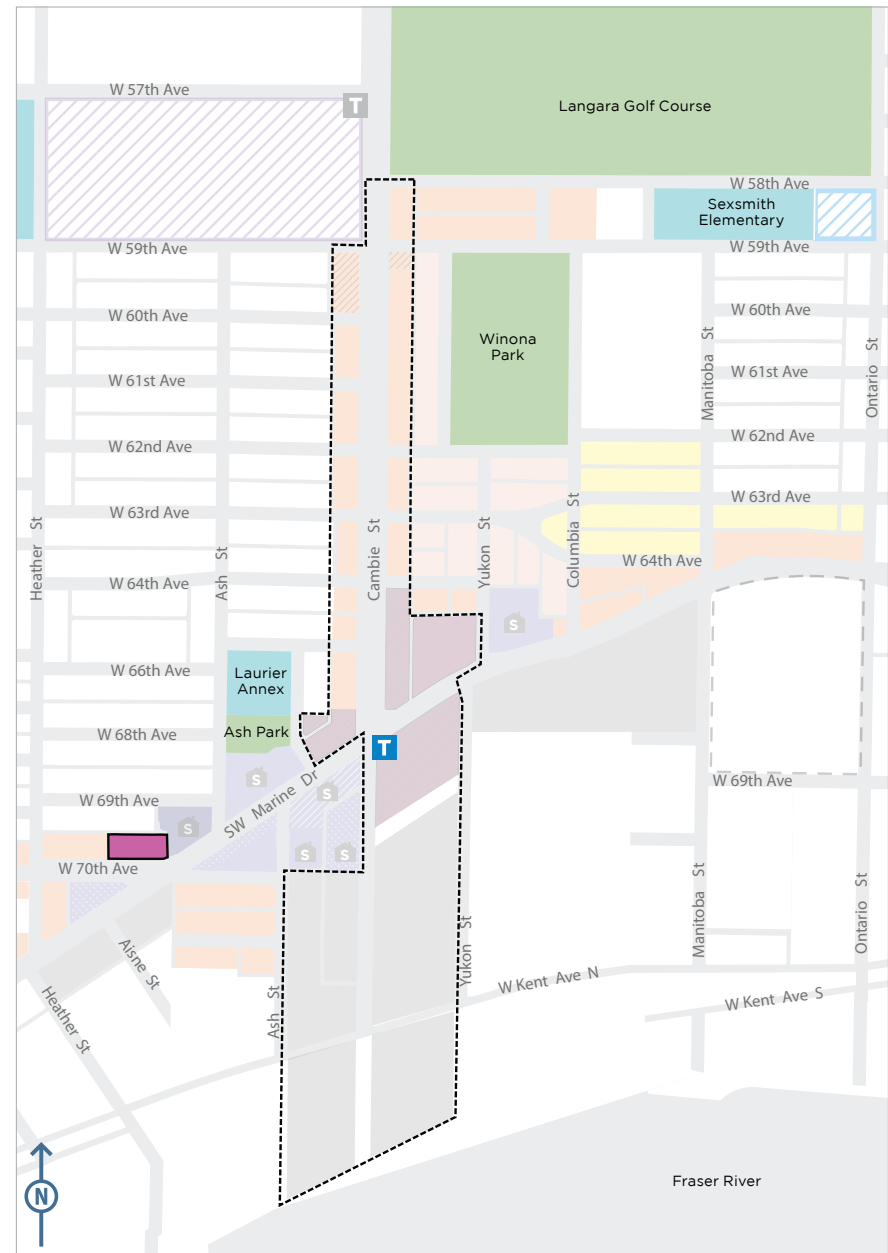 W 57th Ave
T
Langara Golf Course
W 58th Ave
Sexsmith
Elementary
W 59th Ave
W 59th Ave
W 60th Ave
W 60th Ave
Winona
Park
Manitoba St
Ontario St
W 61st Ave
W 61st Ave
W 62nd Ave
W 62nd Ave
W 63rd Ave
W 63rd Ave
Heather St
Ash St
Cambie St
Yukon St
Columbia St
W 64th Ave
W 64th Ave
S
W 66th Ave
Laurier
Annex
W 68th Ave
Ash Park
T
S
SW Marine Dr
S
W 69th Ave
W 69th Ave
S
S
S
W 70th Ave
Manitoba St
Ontario St
Yukon St
Aisne St
Heather St
Ash St
W Kent Ave N
W Kent Ave S
N
Fraser River